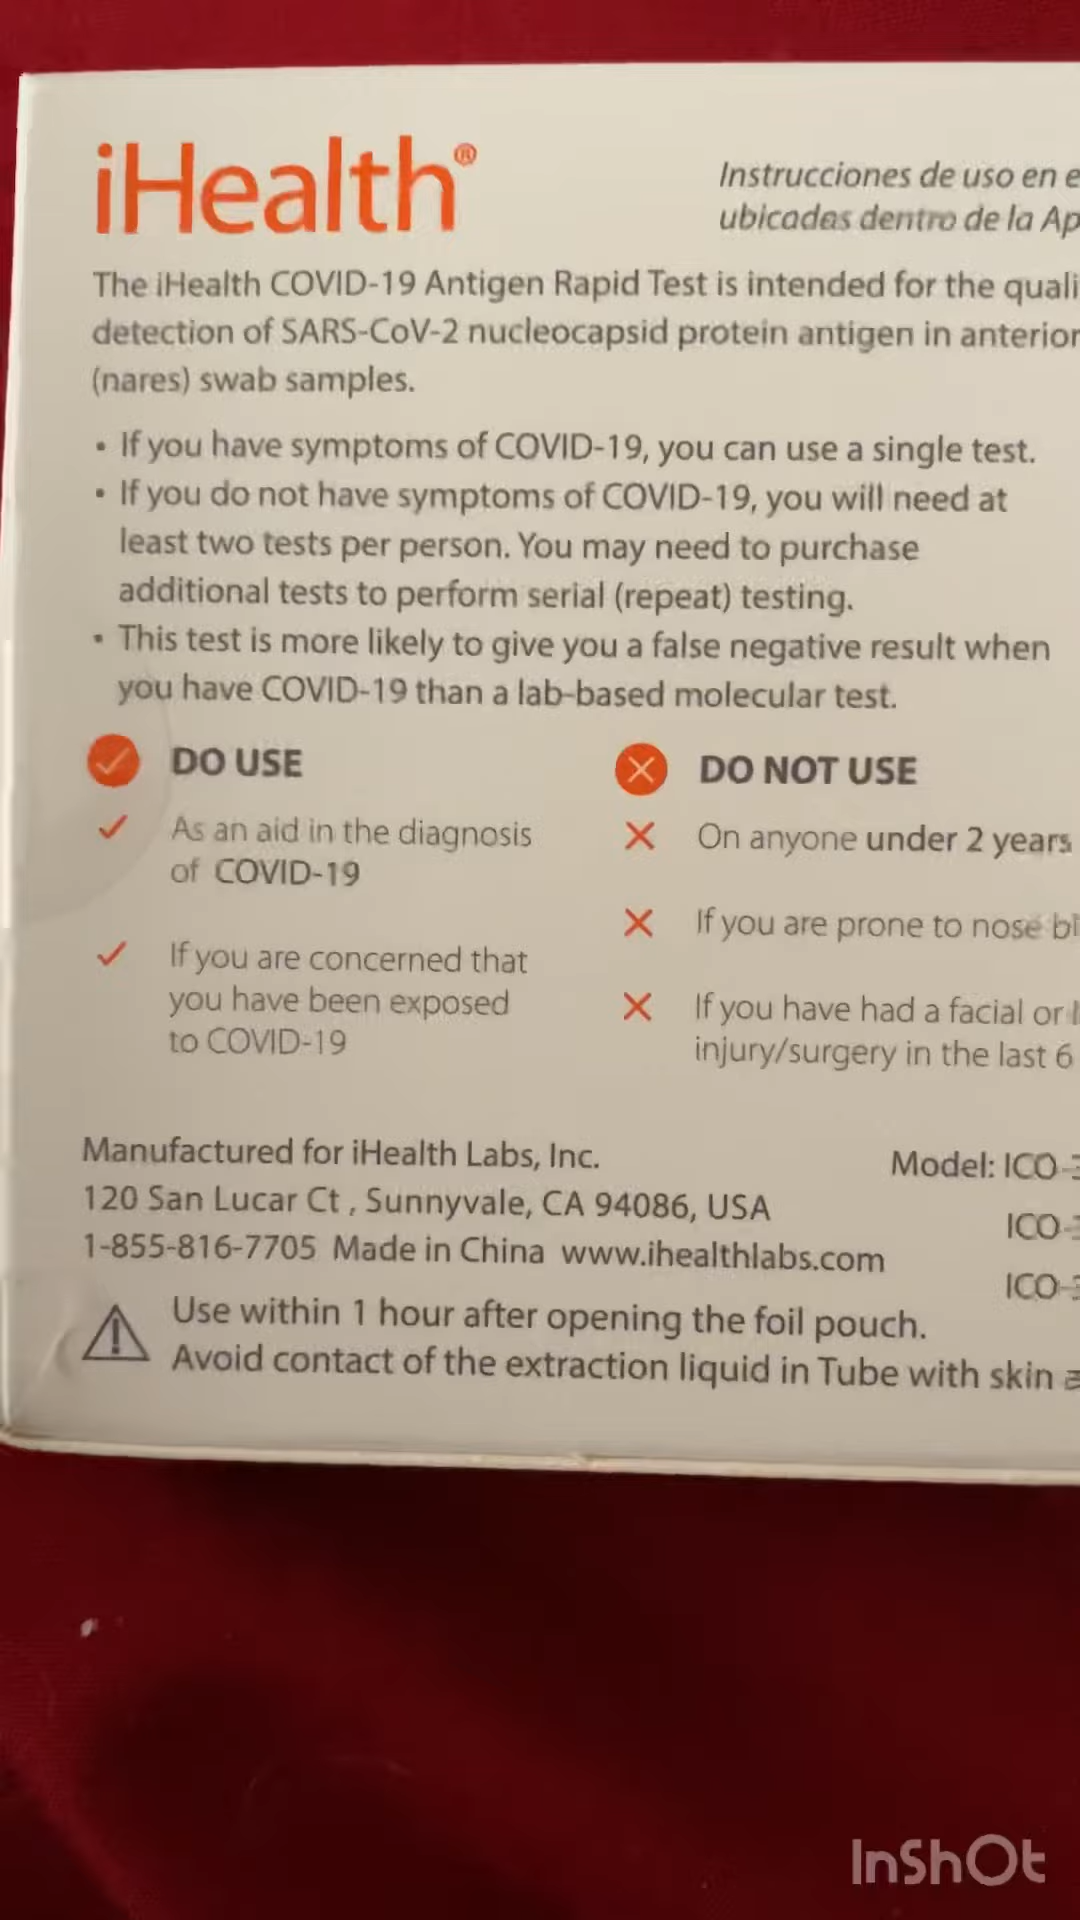 iHealth®
Instrucciones de uso en
ubicadas dentro de la
The iHealth COVID-19 Antigen Rapid Test is intended for the
detection of SARS-CoV-2 nucleocapsid protein antigen in anterior
(nares) swab samples.
• If you have symptoms of COVID-19, you can use a single test.
• If you do not have symptoms of COVID-19, you will need at
least two tests per person. You may need to purchase
additional tests to perform serial (repeat) testing.
• This test is more likely to give you a false negative result when
you have COVID-19 than a lab-based molecular test.
DO USE
As an aid in the diagnosis
of COVID-19
If you are concerned that
you have been exposed
to COVID-19
DO NOT USE
On anyone under 2 years
If you are prone to nose
If you have had a facial or
injury/surgery in the last 6
Manufactured for iHealth Labs, Inc.
120 San Lucar Ct , Sunnyvale, CA 94086, USA
1-855-816-7705 Made in China www.ihealthlabs.com
Model: ICO-
ICO-
ICO-
Use within 1 hour after opening the foil pouch.
Avoid contact of the extraction liquid in Tube with skin
InShOt